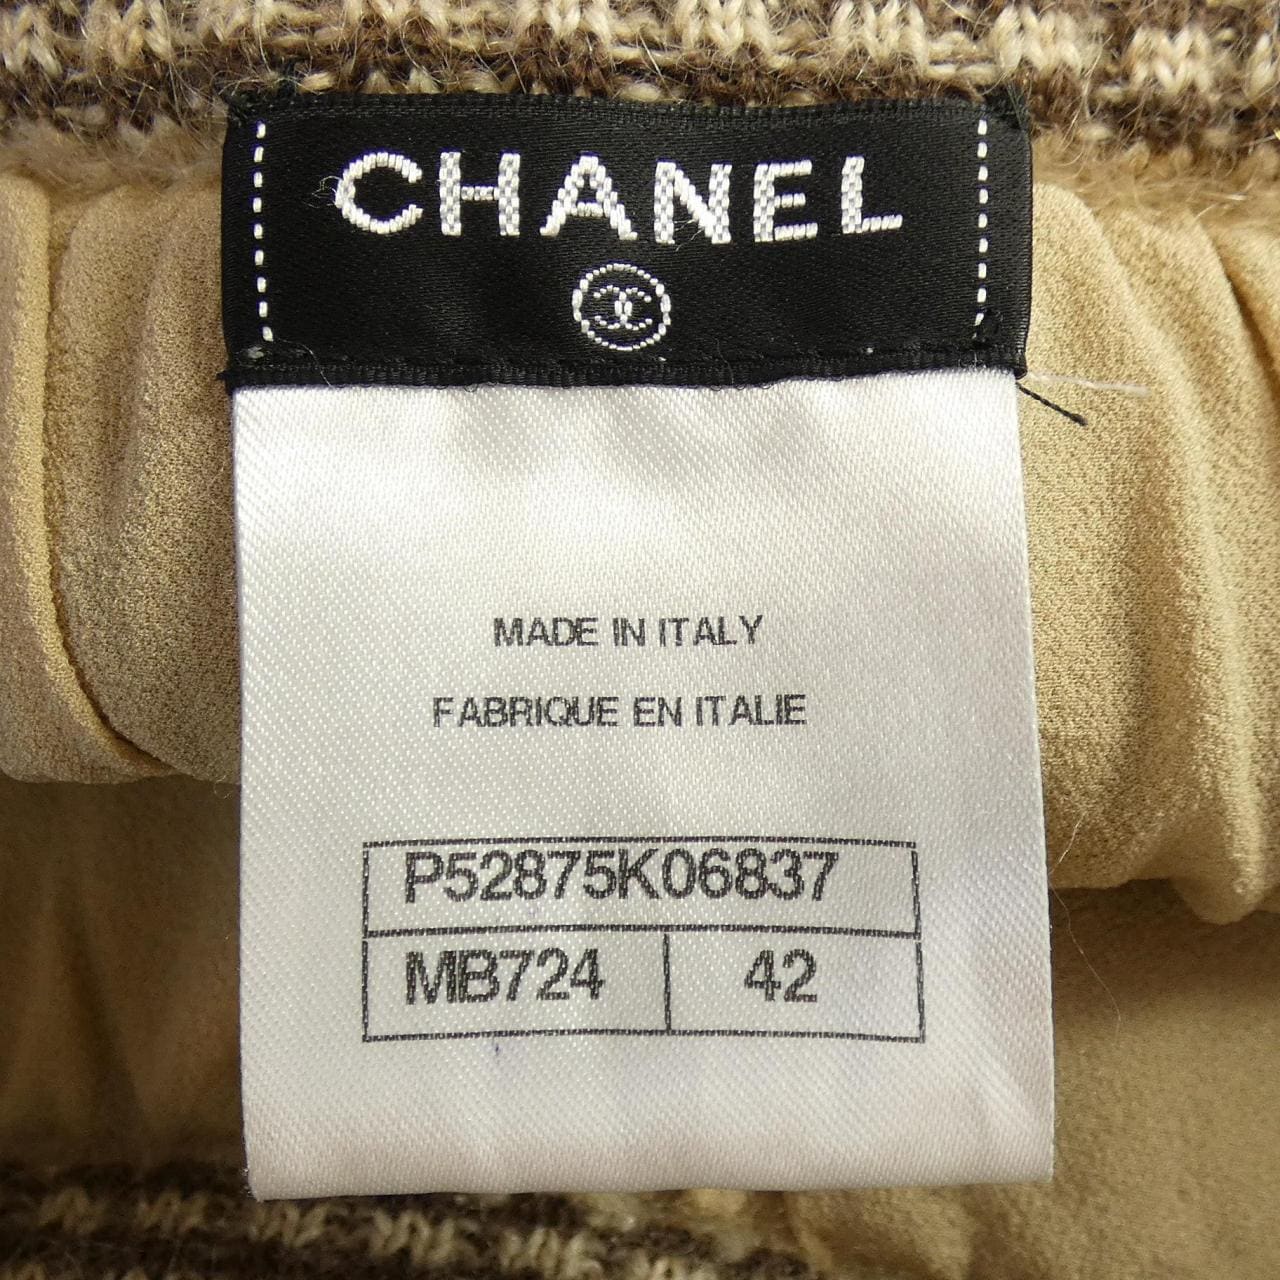 CHANEL
MADE IN ITALY
FABRIQUE EN ITALIE
P52875K06837
MB724 42